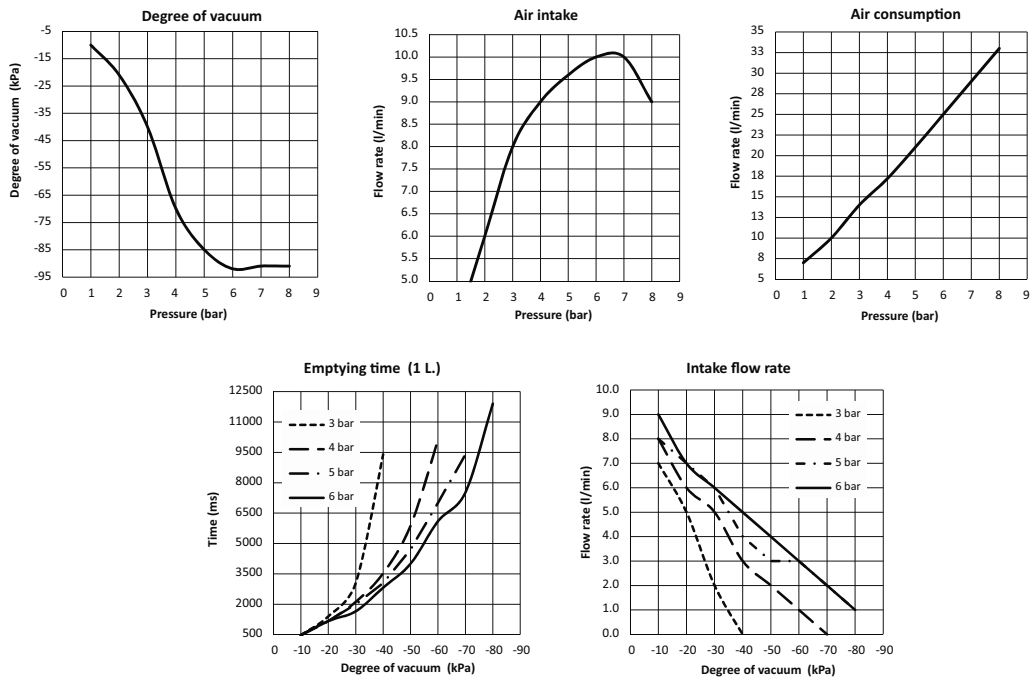 Degree of vacuum
Degree of vacuum (kPa)
-5
-15
-25
-35
-45
-55
-65
-75
-85
-95
0 1 2 3 4 5 6 7 8 9
Pressure (bar)
Air intake
Flow rate (l/min)
10.5
10.0
9.5
9.0
8.5
8.0
7.5
7.0
6.5
6.0
5.5
5.0
0 1 2 3 4 5 6 7 8 9
Pressure (bar)
Air consumption
Flow rate (l/min)
35
33
30
28
25
23
20
18
15
13
10
8
5
0 1 2 3 4 5 6 7 8 9
Pressure (bar)
Emptying time (1 L.)
Time (ms)
12500
11000
9500
8000
6500
5000
3500
2000
500
3 bar
4 bar
5 bar
6 bar
0 -10 -20 -30 -40 -50 -60 -70 -80 -90
Degree of vacuum (kPa)
Intake flow rate
Flow rate (l/min)
10.0
9.0
8.0
7.0
6.0
5.0
4.0
3.0
2.0
1.0
0.0
3 bar
4 bar
5 bar
6 bar
0 -10 -20 -30 -40 -50 -60 -70 -80 -90
Degree of vacuum (kPa)